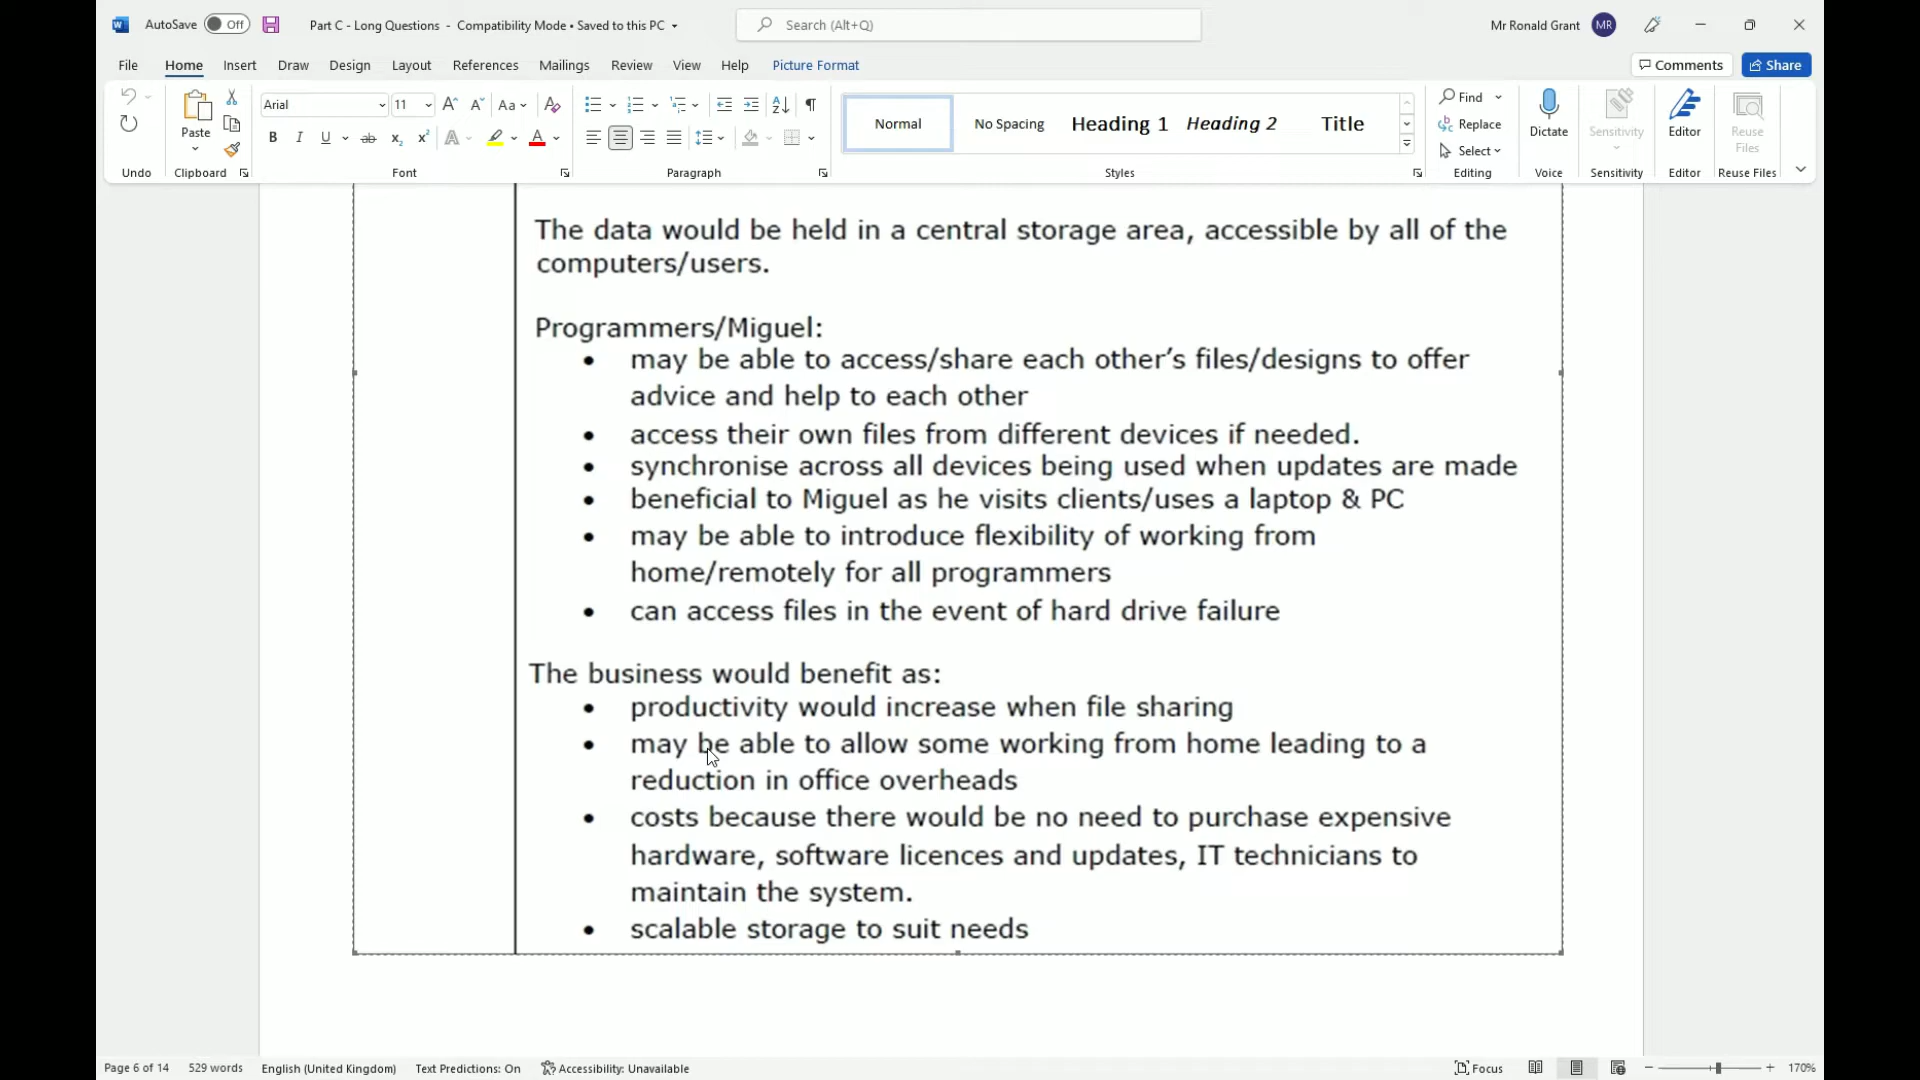 AutoSave Off Part C - Long Questions - Compatibility Mode • Saved to this PC Search (Alt+Q) Mr Ronald Grant MR
File Home Insert Draw Design Layout References Mailings Review View Help Picture Format Comments Share
Arial 11 Aa
Paste
Normal No Spacing Heading 1 Heading 2 Title
Find
Replace
Select
Dictate Sensitivity Editor Reuse Files
Undo Clipboard Font Paragraph Styles Editing Voice Sensitivity Editor Reuse Files
The data would be held in a central storage area, accessible by all of the
computers/users.
Programmers/Miguel:
• may be able to access/share each other’s files/designs to offer
advice and help to each other
• access their own files from different devices if needed.
• synchronise across all devices being used when updates are made
• beneficial to Miguel as he visits clients/uses a laptop & PC
• may be able to introduce flexibility of working from
home/remotely for all programmers
• can access files in the event of hard drive failure
The business would benefit as:
• productivity would increase when file sharing
• may be able to allow some working from home leading to a
reduction in office overheads
• costs because there would be no need to purchase expensive
hardware, software licences and updates, IT technicians to
maintain the system.
• scalable storage to suit needs
Page 6 of 14 529 words English (United Kingdom) Text Predictions: On Accessibility: Unavailable Focus 170%